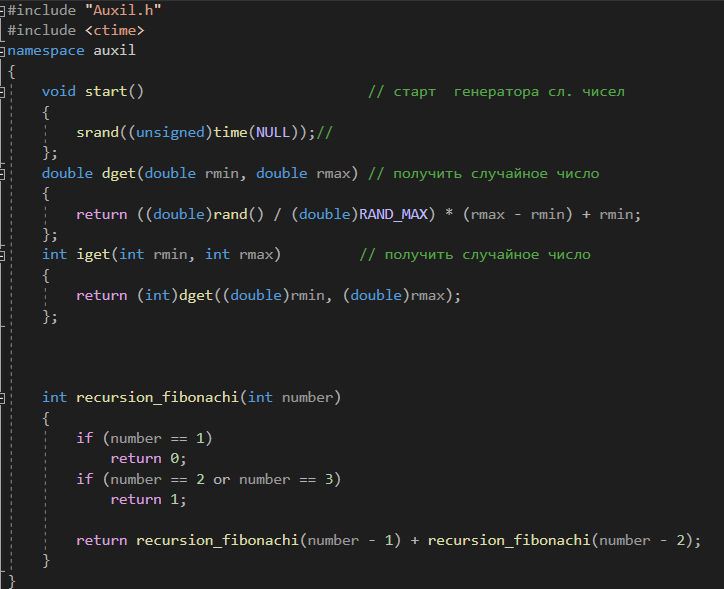 #include "Auxil.h"
#include <ctime>
namespace auxil
{
    void start()                          // старт  генератора сл. чисел
    {
        srand((unsigned)time(NULL));//
    };
    double dget(double rmin, double rmax) // получить случайное число
    {
        return ((double)rand() / (double)RAND_MAX) * (rmax - rmin) + rmin;
    };
    int iget(int rmin, int rmax)         // получить случайное число
    {
        return (int)dget((double)rmin, (double)rmax);
    };
    int recursion_fibonachi(int number)
    {
        if (number == 1)
            return 0;
        if (number == 2 or number == 3)
            return 1;
        return recursion_fibonachi(number - 1) + recursion_fibonachi(number - 2);
    }
}